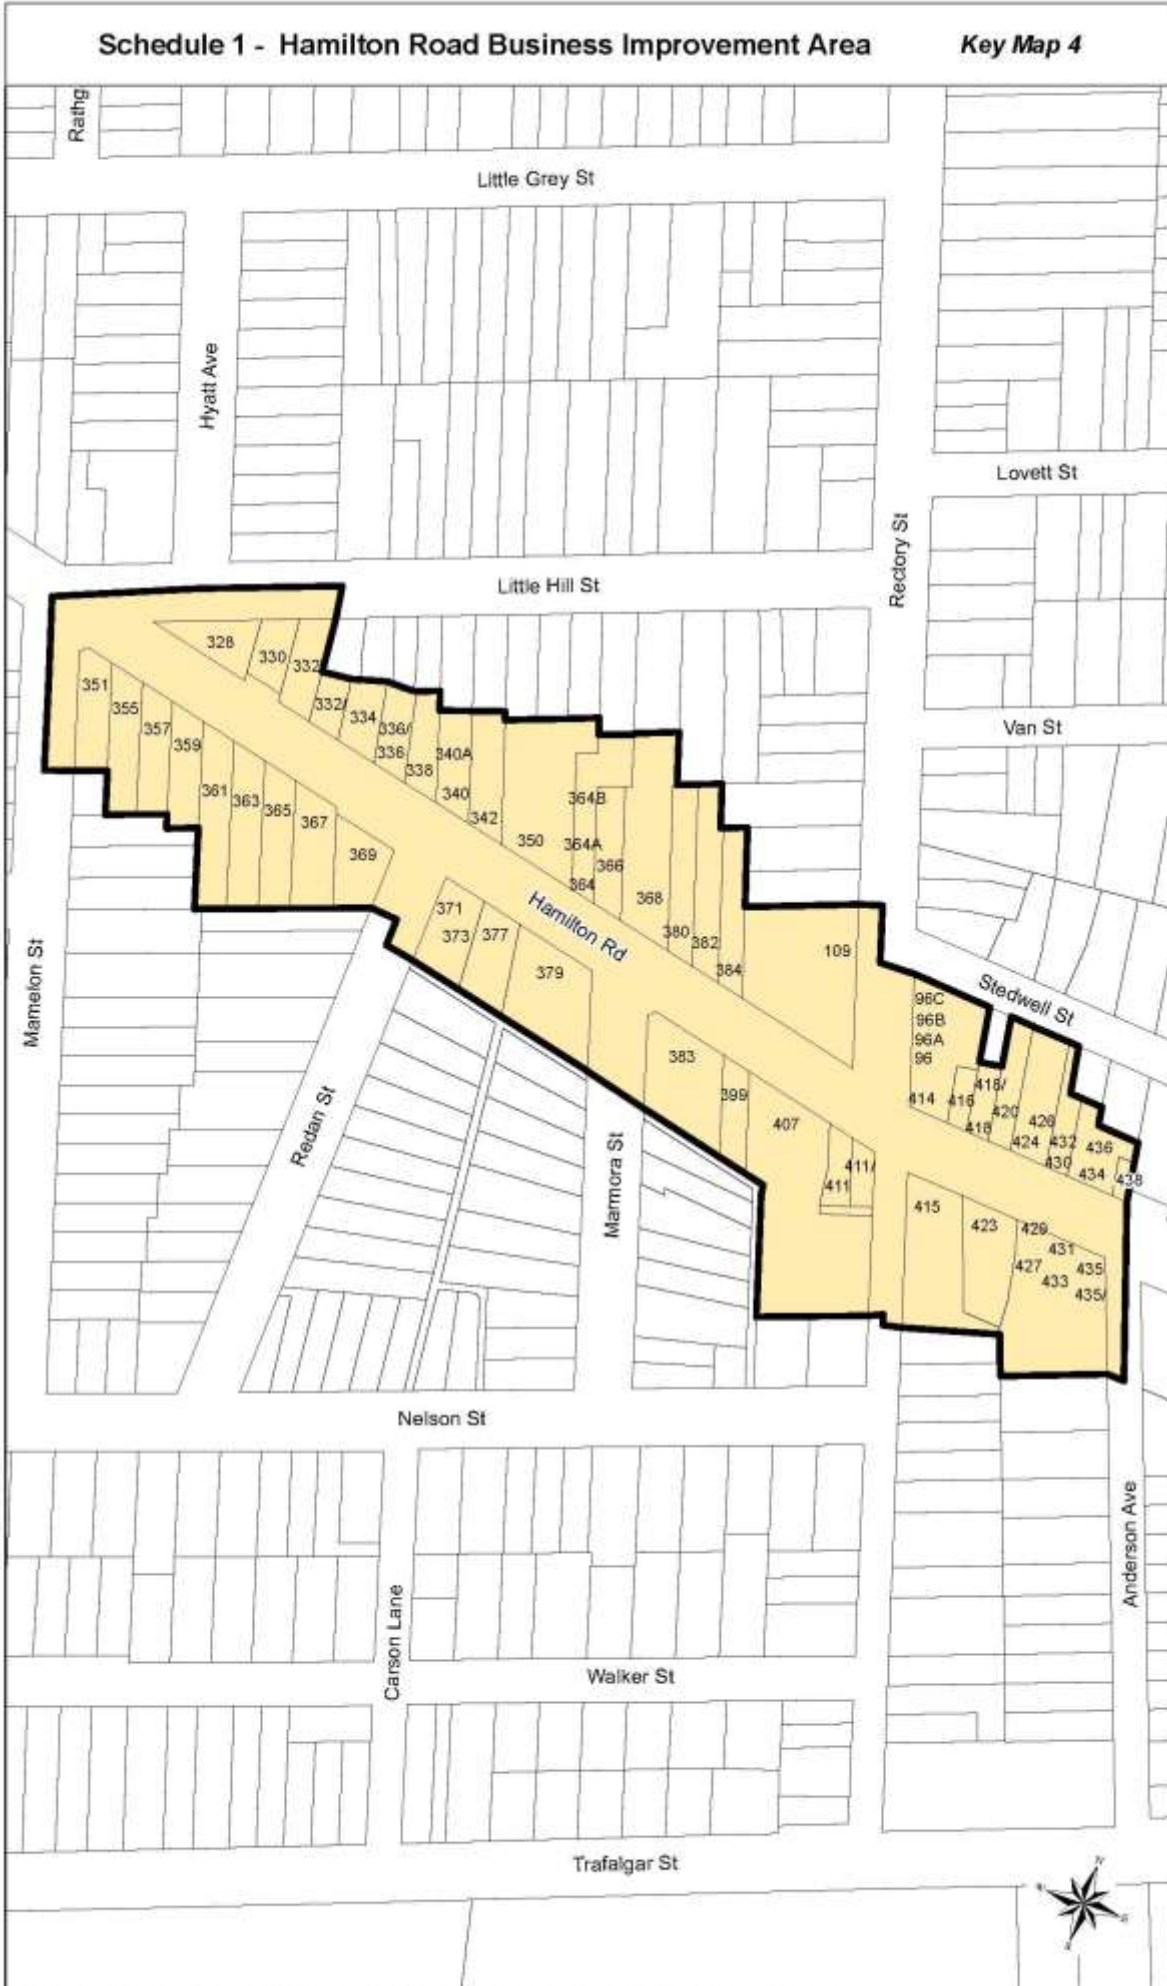 Schedule 1 - Hamilton Road Business Improvement Area
Key Map 4
Rathg
Little Grey St
Hyatt Ave
Lovett St
Rectory St
Little Hill St
328
330
332
351
355
357
359
332/
334
336/
336
338
340A
340
342
Van St
361
363
365
367
369
350
364B
364A
364
366
368
380
382
384
109
371
373
377
379
Hamilton Rd
Mamelon St
Stedwell St
96C
96B
96A
96
414
416
418/
418
420
424
426
430
432
434
436
438
383
399
407
411/
411
Redan St
Marmora St
415
423
429
427
431
433
435
435/
Nelson St
Anderson Ave
Carson Lane
Walker St
Trafalgar St
N